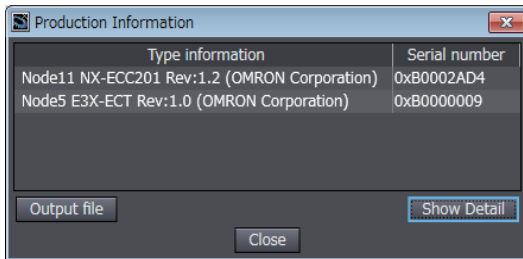 Production Information
Type information Serial number
Node11 NX-ECC201 Rev:1.2 (OMRON Corporation) 0xB0002AD4
Node5 E3X-ECT Rev:1.0 (OMRON Corporation) 0xB0000009
Output file Show Detail
Close